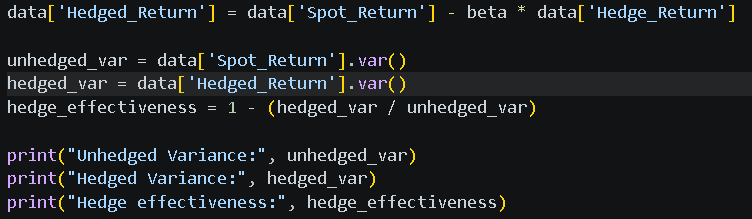 data['Hedged_Return'] = data['Spot_Return'] - beta * data['Hedge_Return']
unhedged_var = data['Spot_Return'].var()
hedged_var = data['Hedged_Return'].var()
hedge_effectiveness = 1 - (hedged_var / unhedged_var)
print("Unhedged Variance:", unhedged_var)
print("Hedged Variance:", hedged_var)
print("Hedge effectiveness:", hedge_effectiveness)